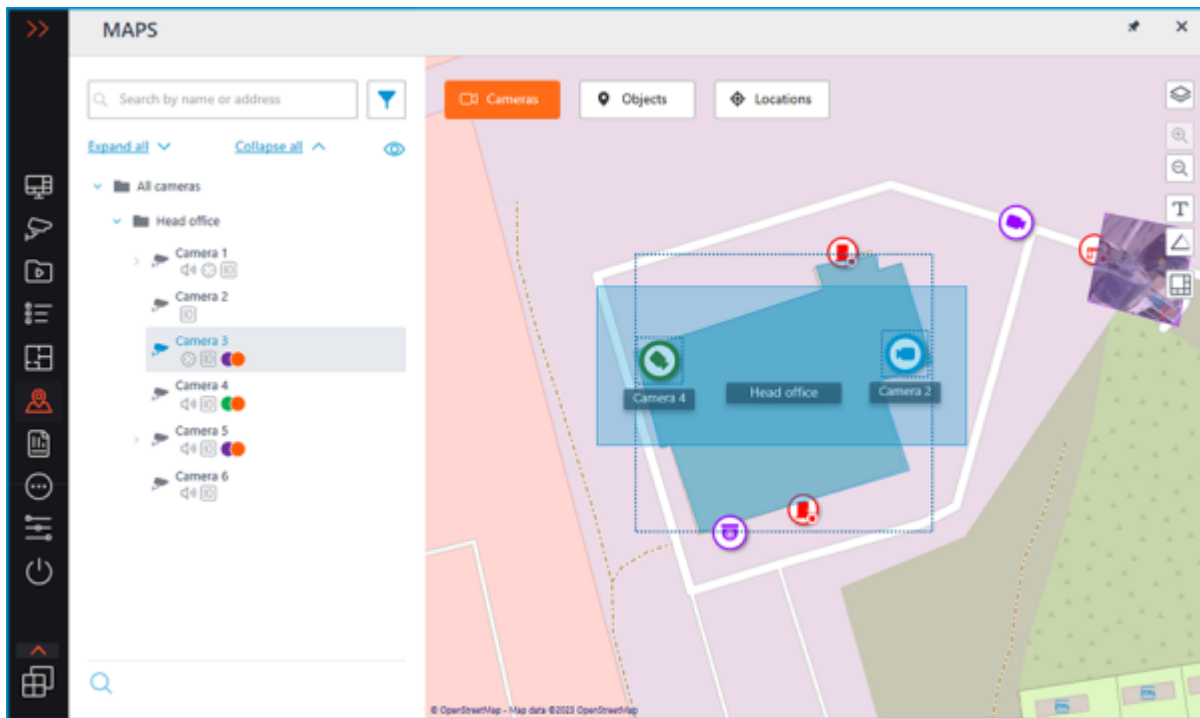 MAPS
Search by name or address
Expand all
Collapse all
All cameras
Head office
Camera 1
Camera 2
Camera 3
Camera 4
Camera 5
Camera 6
Cameras
Objects
Locations
T
Camera 4
Head office
Camera 2
© OpenStreetMap - Map data ©2023 OpenStreetMap